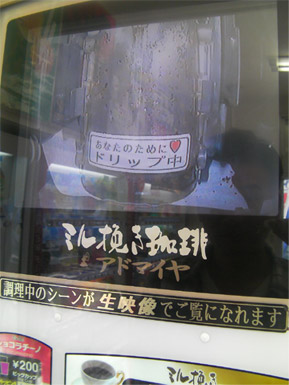 あなたのために♥
ドリップ中
ミル挽き珈琲
& アドマイヤ
調理中のシーンが生映像でご覧になれます
ョコラチーノ
¥200
ミル挽き